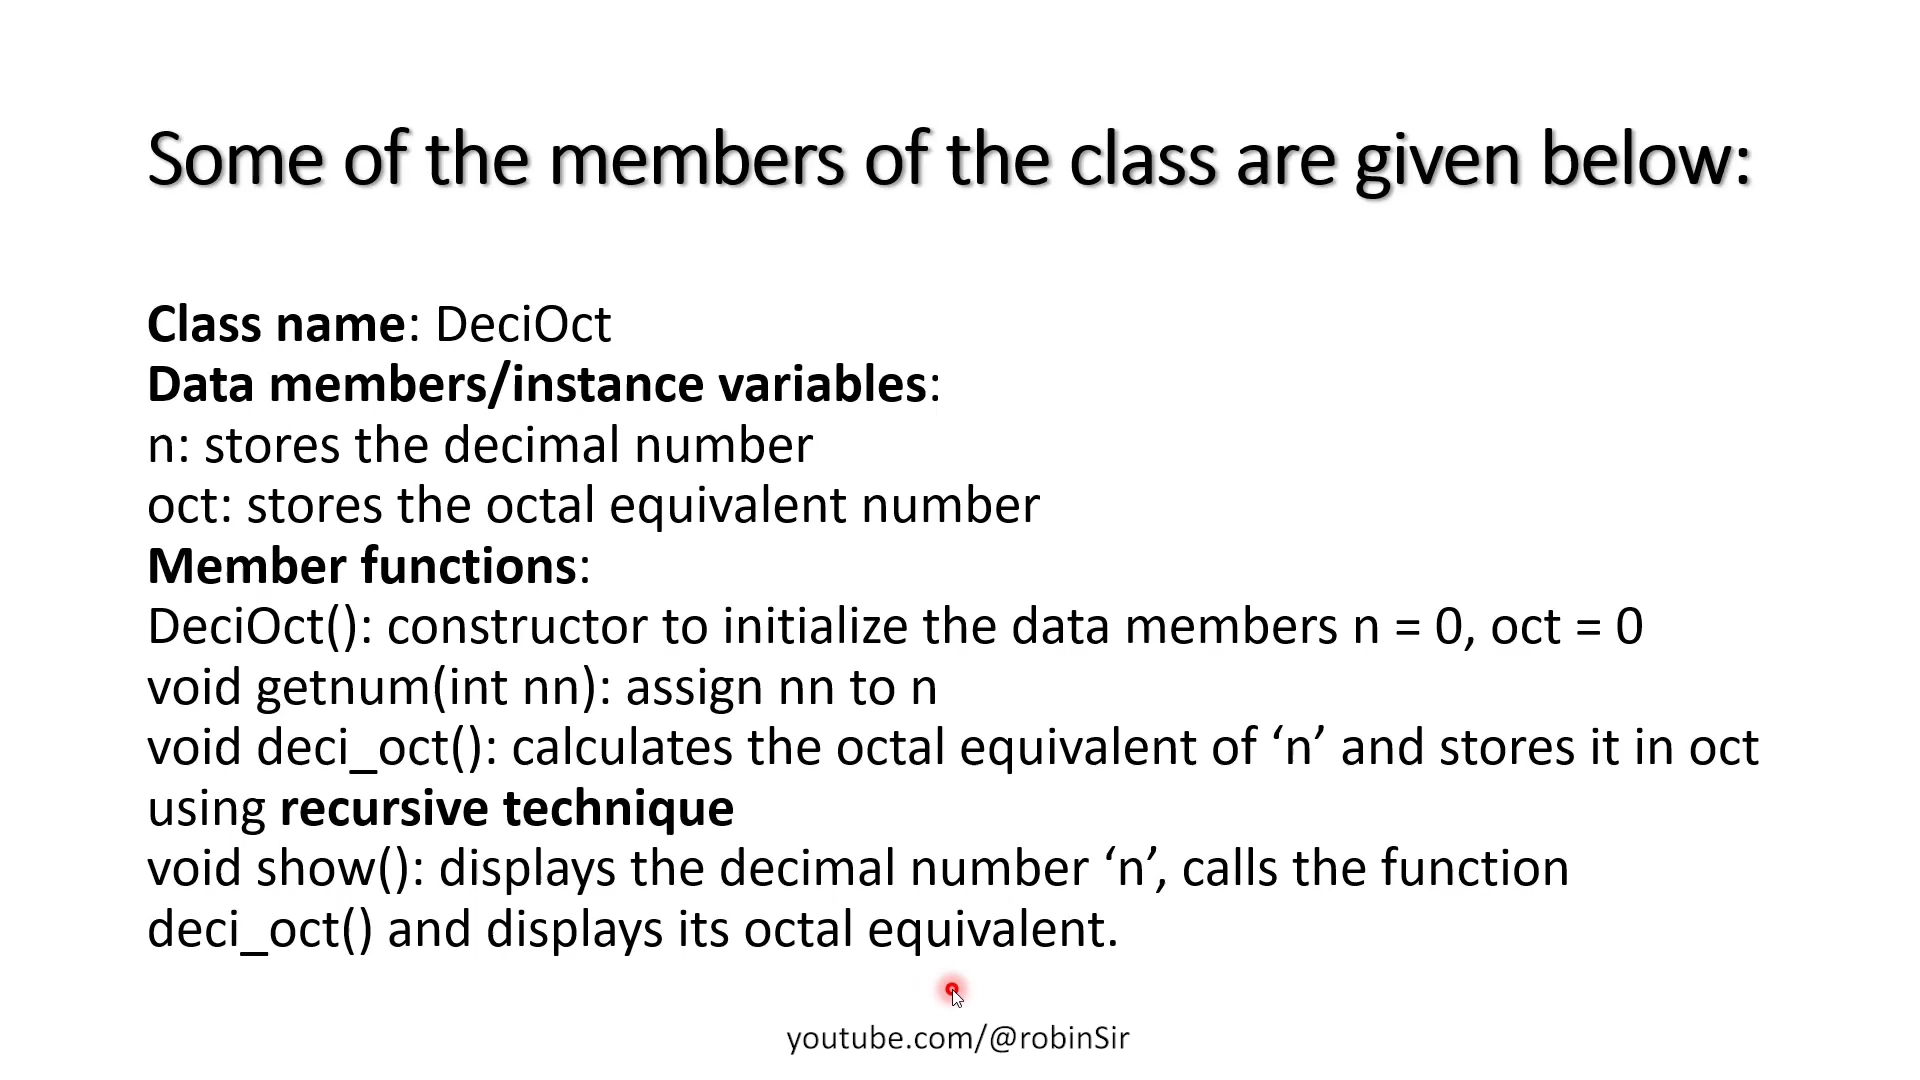 Some of the members of the class are given below:
Class name: DeciOct
Data members/instance variables:
n: stores the decimal number
oct: stores the octal equivalent number
Member functions:
DeciOct(): constructor to initialize the data members n = 0, oct = 0
void getnum(int nn): assign nn to n
void deci_oct(): calculates the octal equivalent of ‘n’ and stores it in oct
using recursive technique
void show(): displays the decimal number ‘n’, calls the function
deci_oct() and displays its octal equivalent.
youtube.com/@robinSir